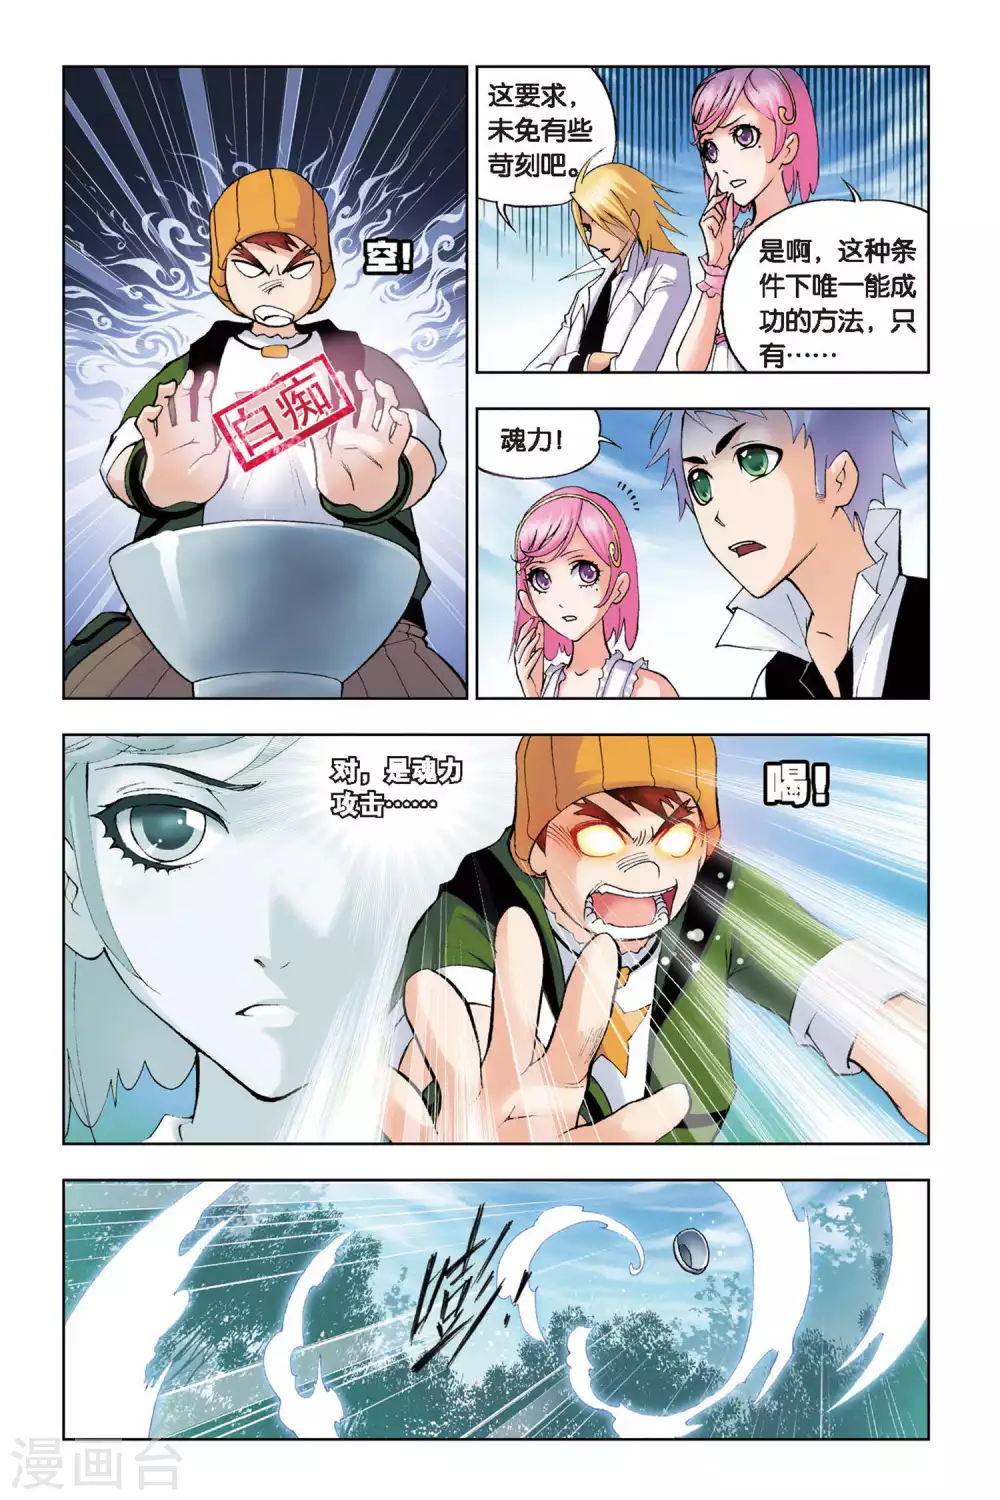 空!
白痴
这要求，
未免有些
苛刻吧。
是啊，这种条
件下唯一能成
功的方法，只
有……
魂力!
对，是魂力
攻击……
喝!
嘭!
漫画台